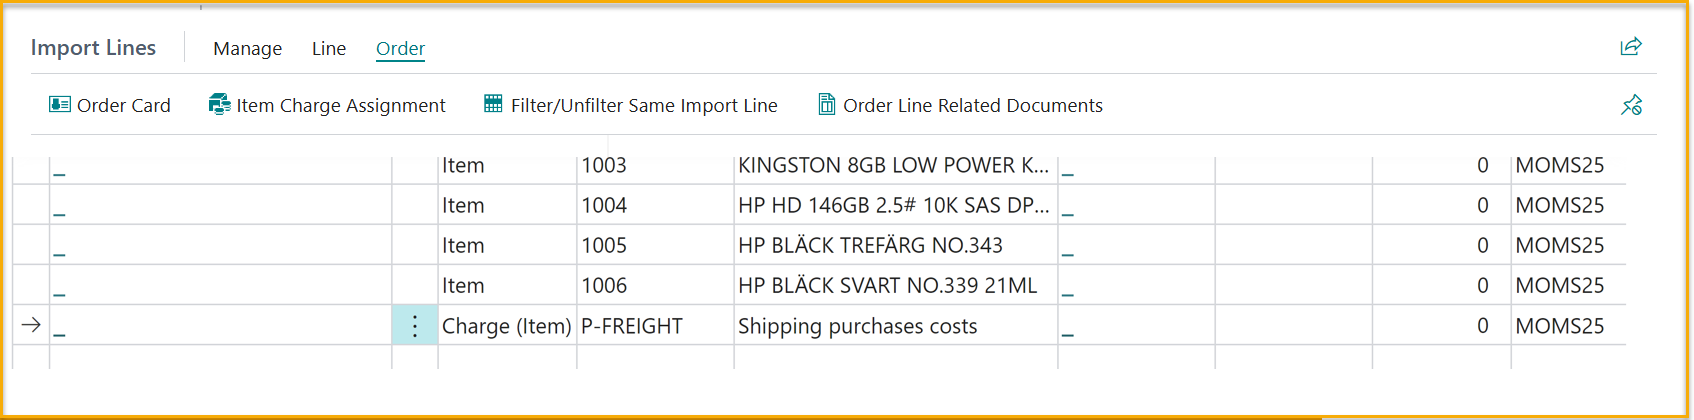 Import Lines Manage Line Order
Order Card Item Charge Assignment Filter/Unfilter Same Import Line Order Line Related Documents
_ Item 1003 KINGSTON 8GB LOW POWER K... _ 0 MOMS25
_ Item 1004 HP HD 146GB 2.5# 10K SAS DP... _ 0 MOMS25
_ Item 1005 HP BLÄCK TREFÄRG NO.343 _ 0 MOMS25
_ Item 1006 HP BLÄCK SVART NO.339 21ML _ 0 MOMS25
_ Charge (Item) P-FREIGHT Shipping purchases costs _ 0 MOMS25